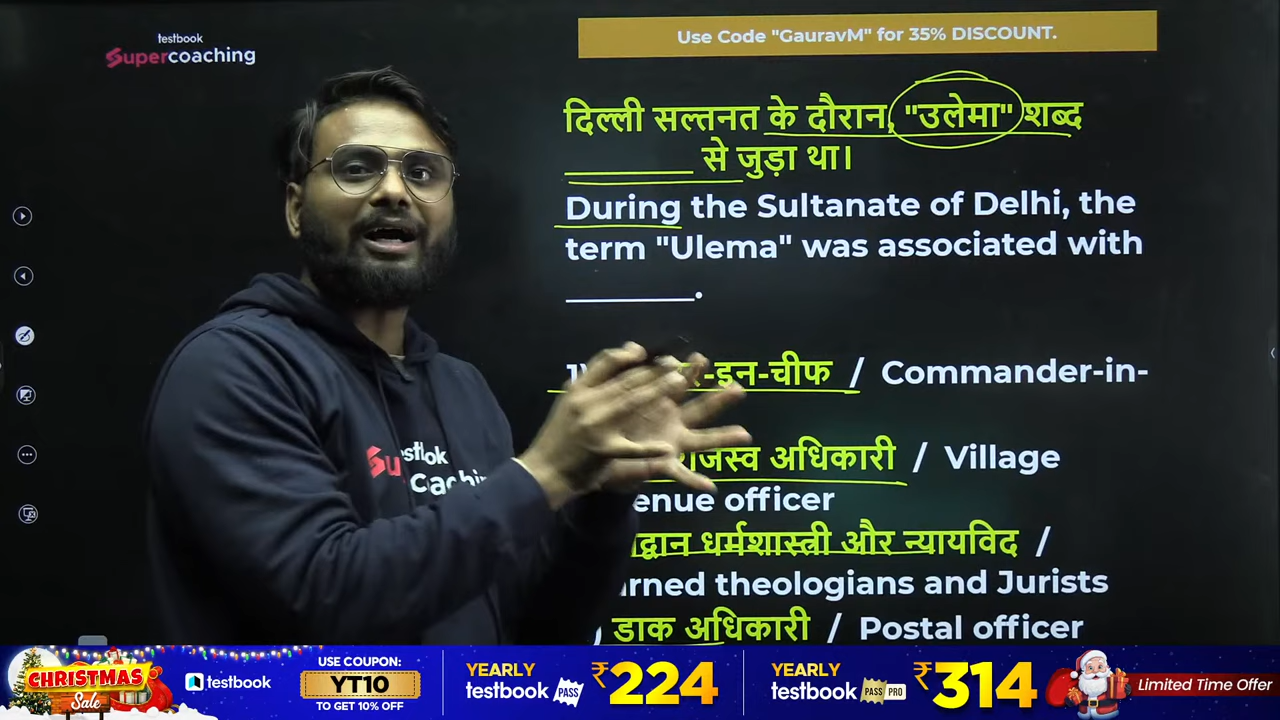 testbook
Supercoaching
Use Code "GauravM" for 35% DISCOUNT.
दिल्ली सल्तनत के दौरान, "उलेमा" शब्द
_______ से जुड़ा था।
During the Sultanate of Delhi, the
term "Ulema" was associated with
_______.
-इन-चीफ / Commander-in-
अधिकारी / Village
officer
धर्मशास्त्री और न्यायविद /
theologians and Jurists
डाक अधिकारी / Postal officer
CHRISTMAS
Sale
testbook
USE COUPON:
YT10
TO GET 10% OFF
YEARLY
testbook PASS
₹224
YEARLY
testbook PASS PRO
₹314
Limited Time Offer